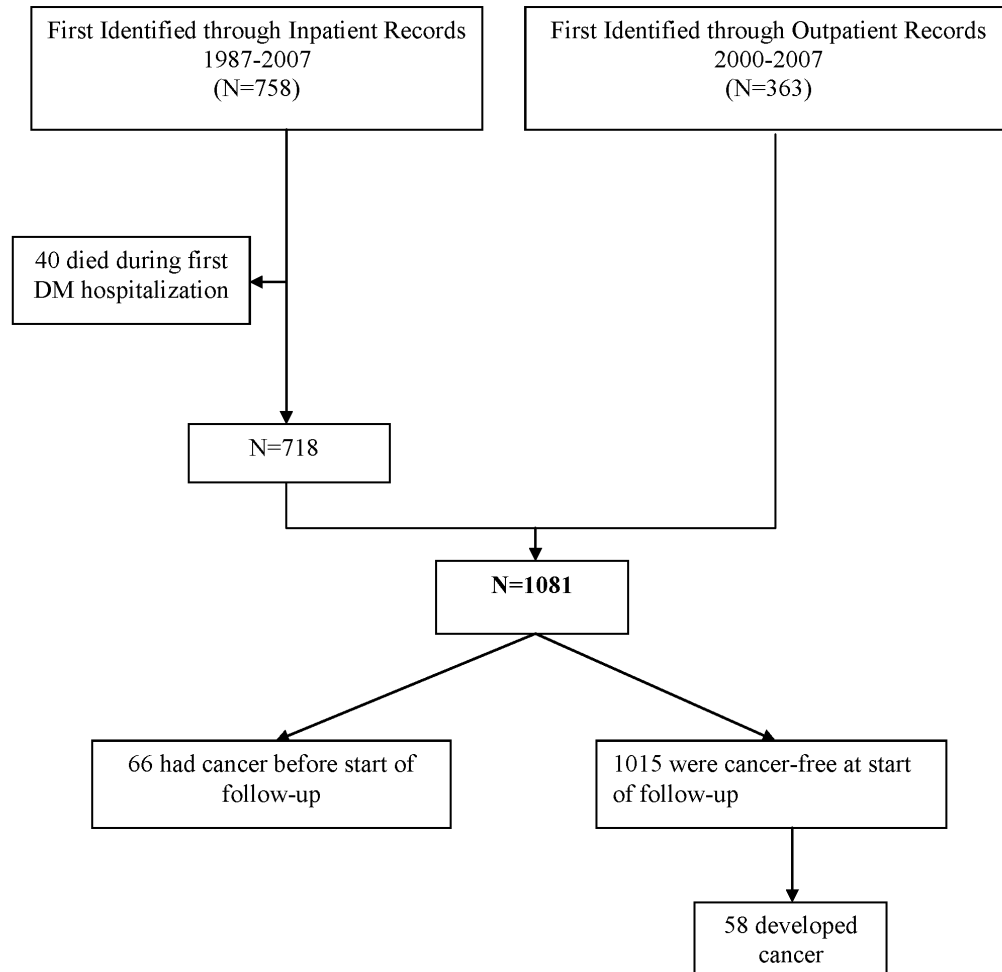 First Identified through Inpatient Records
1987-2007
(N=758)
First Identified through Outpatient Records
2000-2007
(N=363)
40 died during first
DM hospitalization
N=718
N=1081
66 had cancer before start of
follow-up
1015 were cancer-free at start
of follow-up
58 developed
cancer